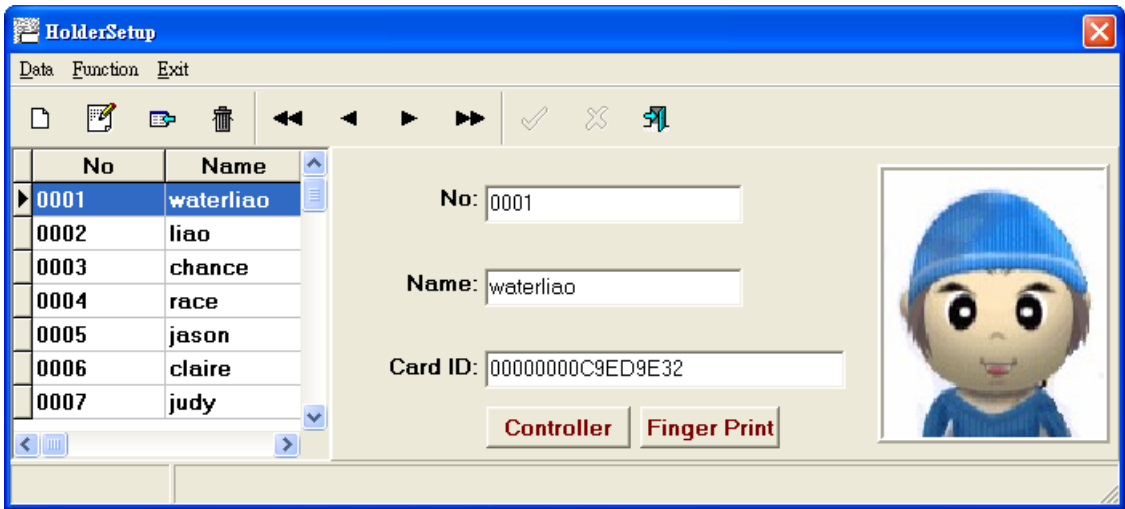 HolderSetup
Data Function Exit
No Name
0001 waterliao
0002 liao
0003 chance
0004 race
0005 jason
0006 claire
0007 judy
No: 0001
Name: waterliao
Card ID: 00000000C9ED9E32
Controller Finger Print